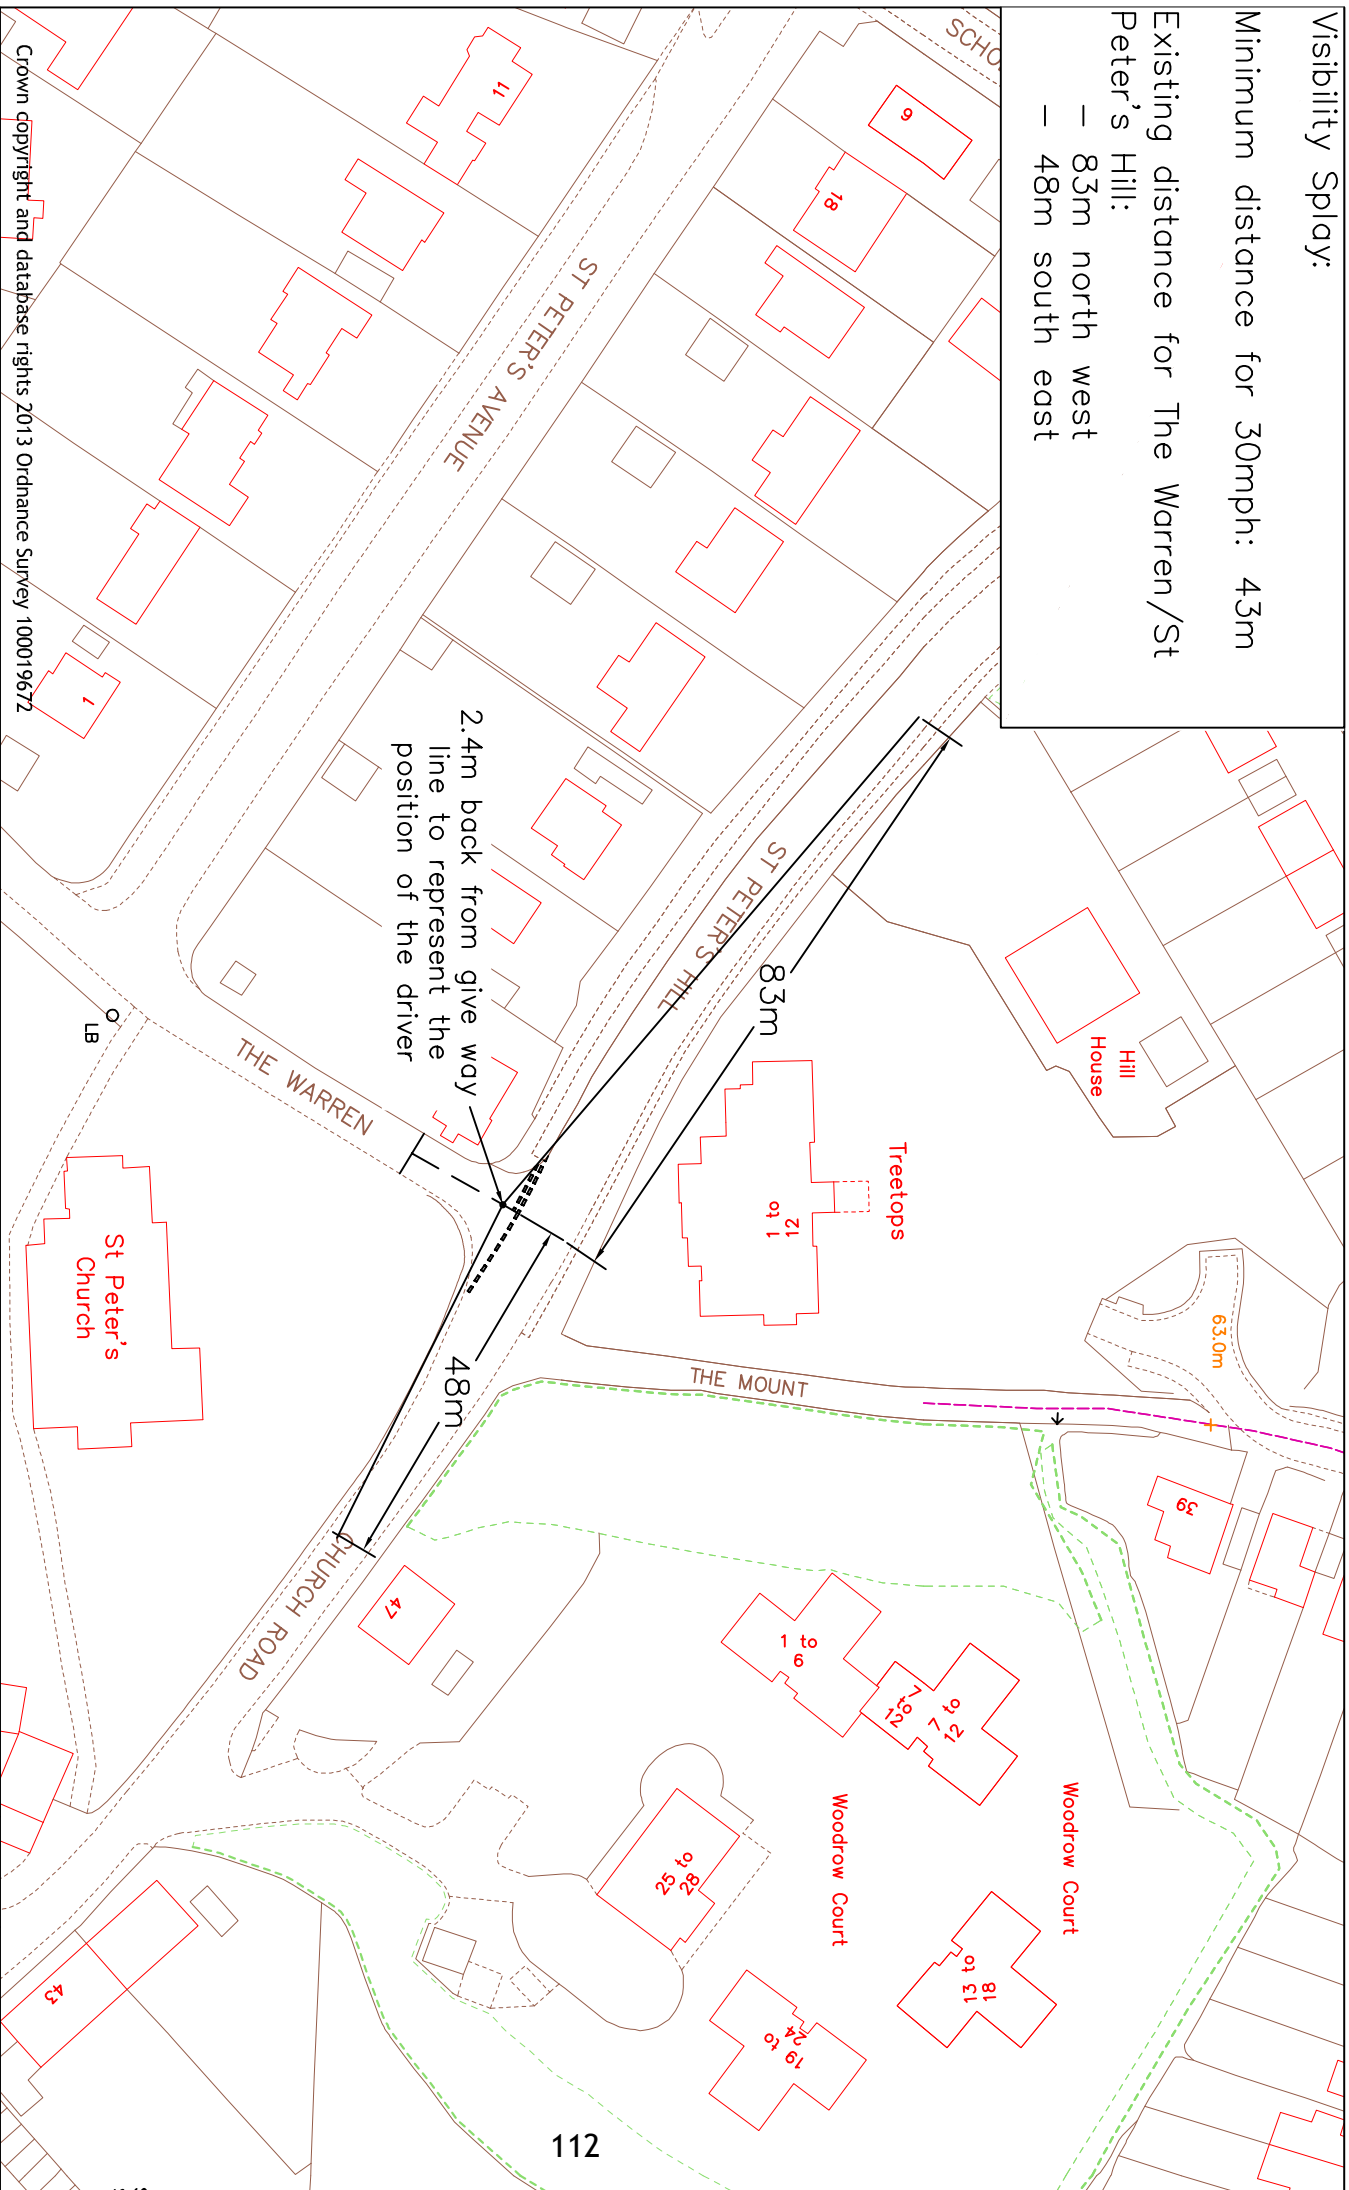 Visibility Splay:
Minimum distance for 30mph: 43m
Existing distance for The Warren/St
Peter's Hill:
- 83m north west
- 48m south east
SCHO
9
18
11
1
ST PETER'S AVENUE
ST PETER'S HILL
83m
2.4m back from give way
line to represent the
position of the driver
Hill
House
LB
THE WARREN
Treetops
1 to
12
St Peter's
Church
48m
THE MOUNT
63.0m
39
CHURCH ROAD
47
1 to
6
7
to
12
7 to
12
Woodrow Court
Woodrow Court
25 to
28
13 to
18
19 to
24
43
112
Crown copyright and database rights 2013 Ordnance Survey 100019672